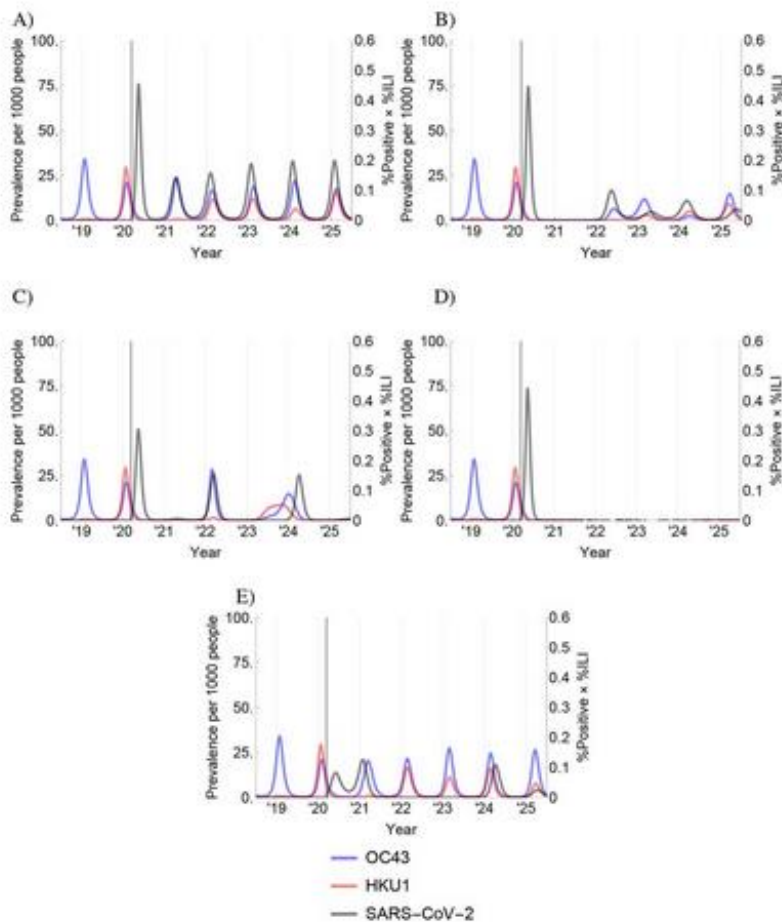 A)
Prevalence per 1000 people
100.
75.
50.
25.
0.
0.6
0.5
0.4
0.3
0.2
0.1
0
%Positive × %ILI
'19 '20 '21 '22 '23 '24 '25
Year
B)
Prevalence per 1000 people
100.
75.
50.
25.
0.
0.6
0.5
0.4
0.3
0.2
0.1
0
%Positive × %ILI
'19 '20 '21 '22 '23 '24 '25
Year
C)
Prevalence per 1000 people
100.
75.
50.
25.
0.
0.6
0.5
0.4
0.3
0.2
0.1
0
%Positive × %ILI
'19 '20 '21 '22 '23 '24 '25
Year
D)
Prevalence per 1000 people
100.
75.
50.
25.
0.
0.6
0.5
0.4
0.3
0.2
0.1
0
%Positive × %ILI
'19 '20 '21 '22 '23 '24 '25
Year
E)
Prevalence per 1000 people
100.
75.
50.
25.
0.
0.6
0.5
0.4
0.3
0.2
0.1
0
%Positive × %ILI
'19 '20 '21 '22 '23 '24 '25
Year
OC43
HKU1
SARS-CoV-2